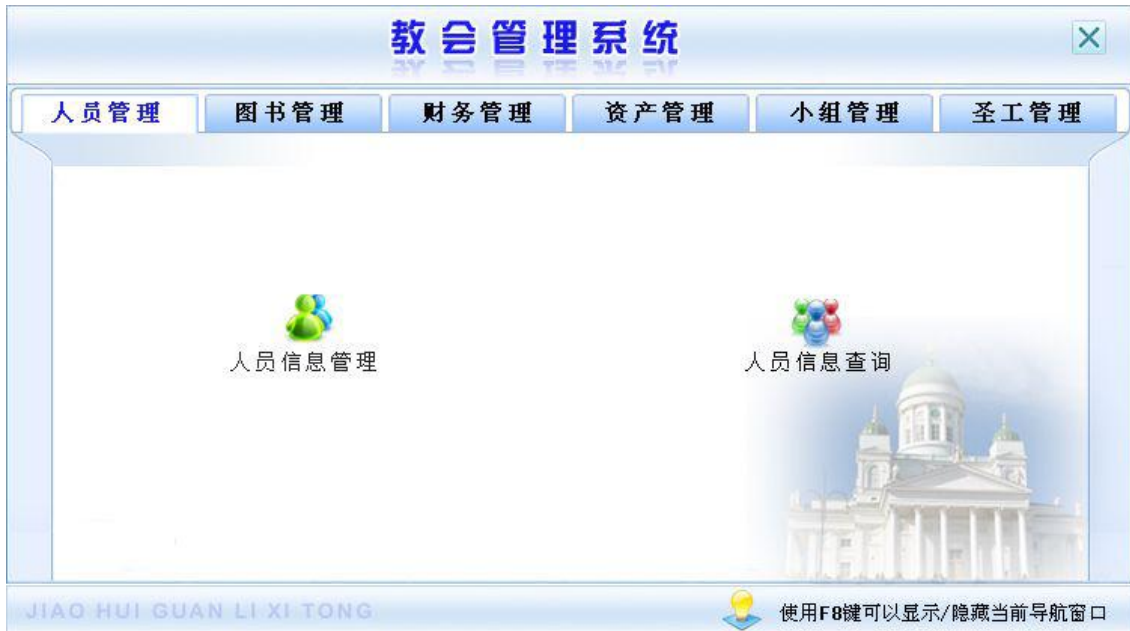 教会管理系统
人员管理 图书管理 财务管理 资产管理 小组管理 圣工管理
人员信息管理 人员信息查询
JIAO HUI GUAN LI XI TONG
使用F8键可以显示/隐藏当前导航窗口